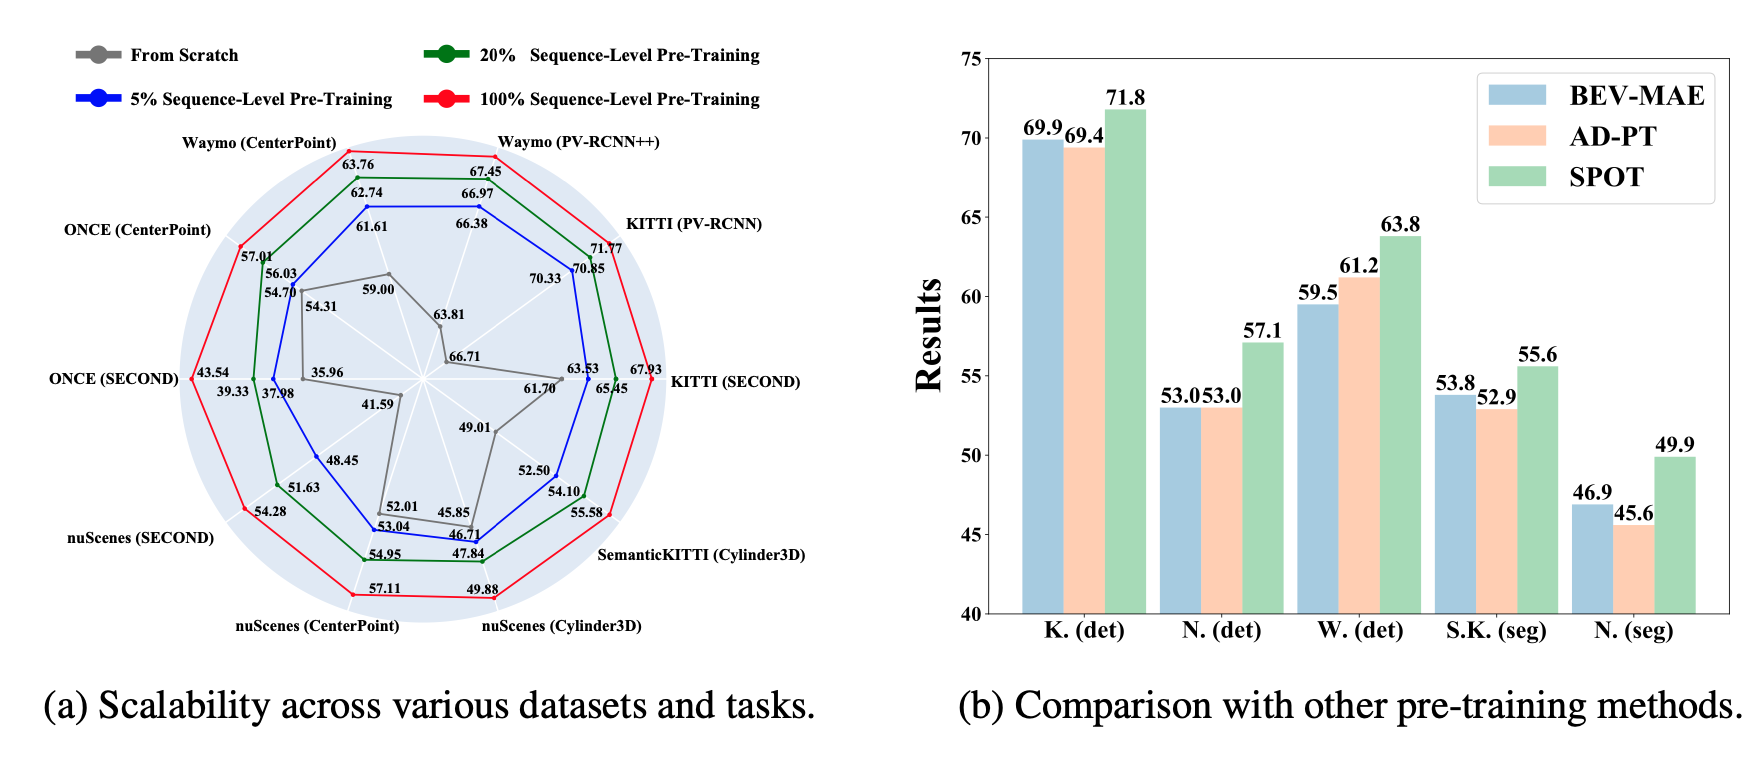 From Scratch
20% Sequence-Level Pre-Training
5% Sequence-Level Pre-Training
100% Sequence-Level Pre-Training
Waymo (CenterPoint)
Waymo (PV-RCNN++)
63.76
67.45
62.74
66.97
61.61
66.38
KITTI (PV-RCNN)
ONCE (CenterPoint)
71.77
57.01
70.85
56.03
70.33
54.70
59.00
54.31
63.81
66.71
ONCE (SECOND)
43.54
35.96
63.53
67.93
KITTI (SECOND)
39.33
37.98
61.70
65.45
41.59
49.01
48.45
52.50
51.63
54.10
54.28
52.01
45.85
55.58
53.04
46.71
nuScenes (SECOND)
54.95
47.84
SemanticKITTI (Cylinder3D)
57.11
49.88
nuScenes (CenterPoint)
nuScenes (Cylinder3D)
(a) Scalability across various datasets and tasks.
Results
75
70
65
60
55
50
45
40
BEV-MAE
AD-PT
SPOT
69.9
69.4
71.8
53.0
53.0
57.1
59.5
61.2
63.8
53.8
52.9
55.6
46.9
45.6
49.9
K. (det)
N. (det)
W. (det)
S.K. (seg)
N. (seg)
(b) Comparison with other pre-training methods.